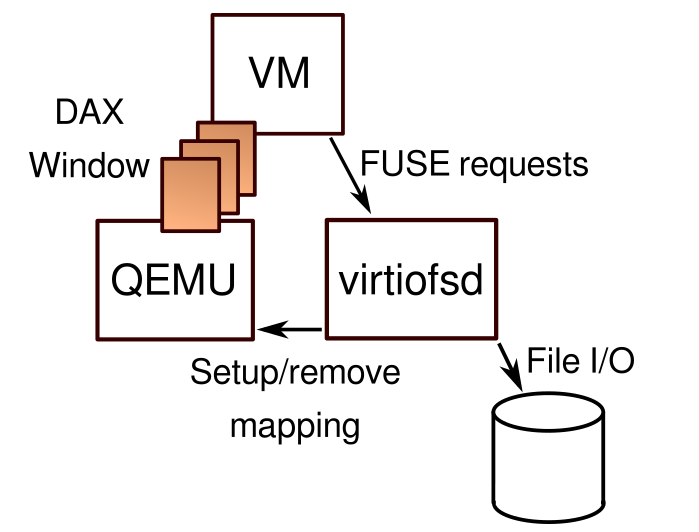 VM
DAX
Window
FUSE requests
QEMU
virtiofsd
Setup/remove
mapping
File I/O